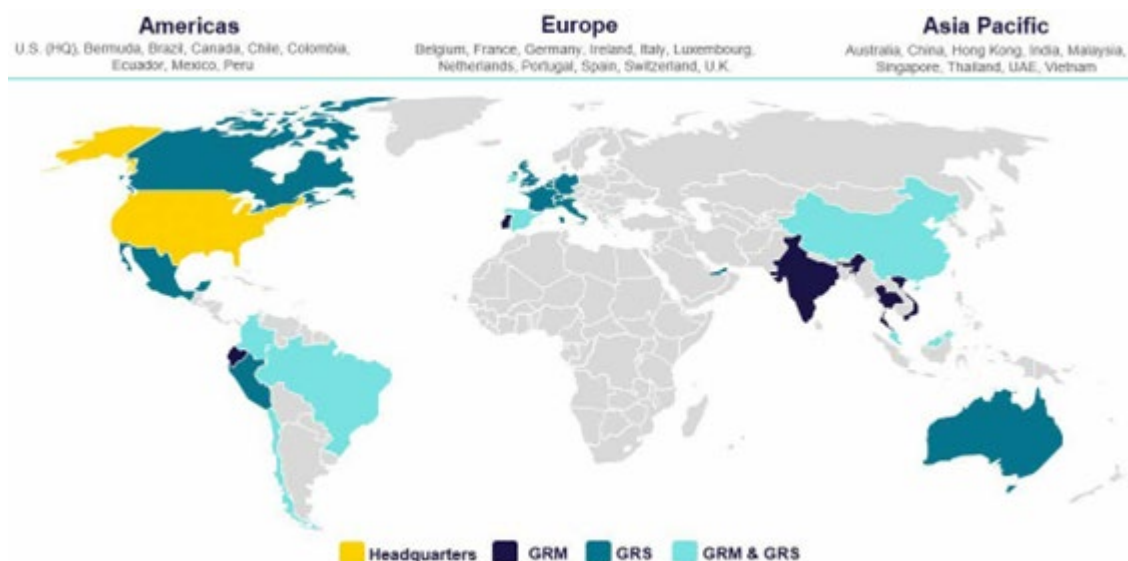 Americas
U.S. (HQ), Bermuda, Brazil, Canada, Chile, Colombia,
Ecuador, Mexico, Peru
Europe
Belgium, France, Germany, Ireland, Italy, Luxembourg,
Netherlands, Portugal, Spain, Switzerland, U.K.
Asia Pacific
Australia, China, Hong Kong, India, Malaysia,
Singapore, Thailand, UAE, Vietnam
Headquarters GRM GRS GRM & GRS